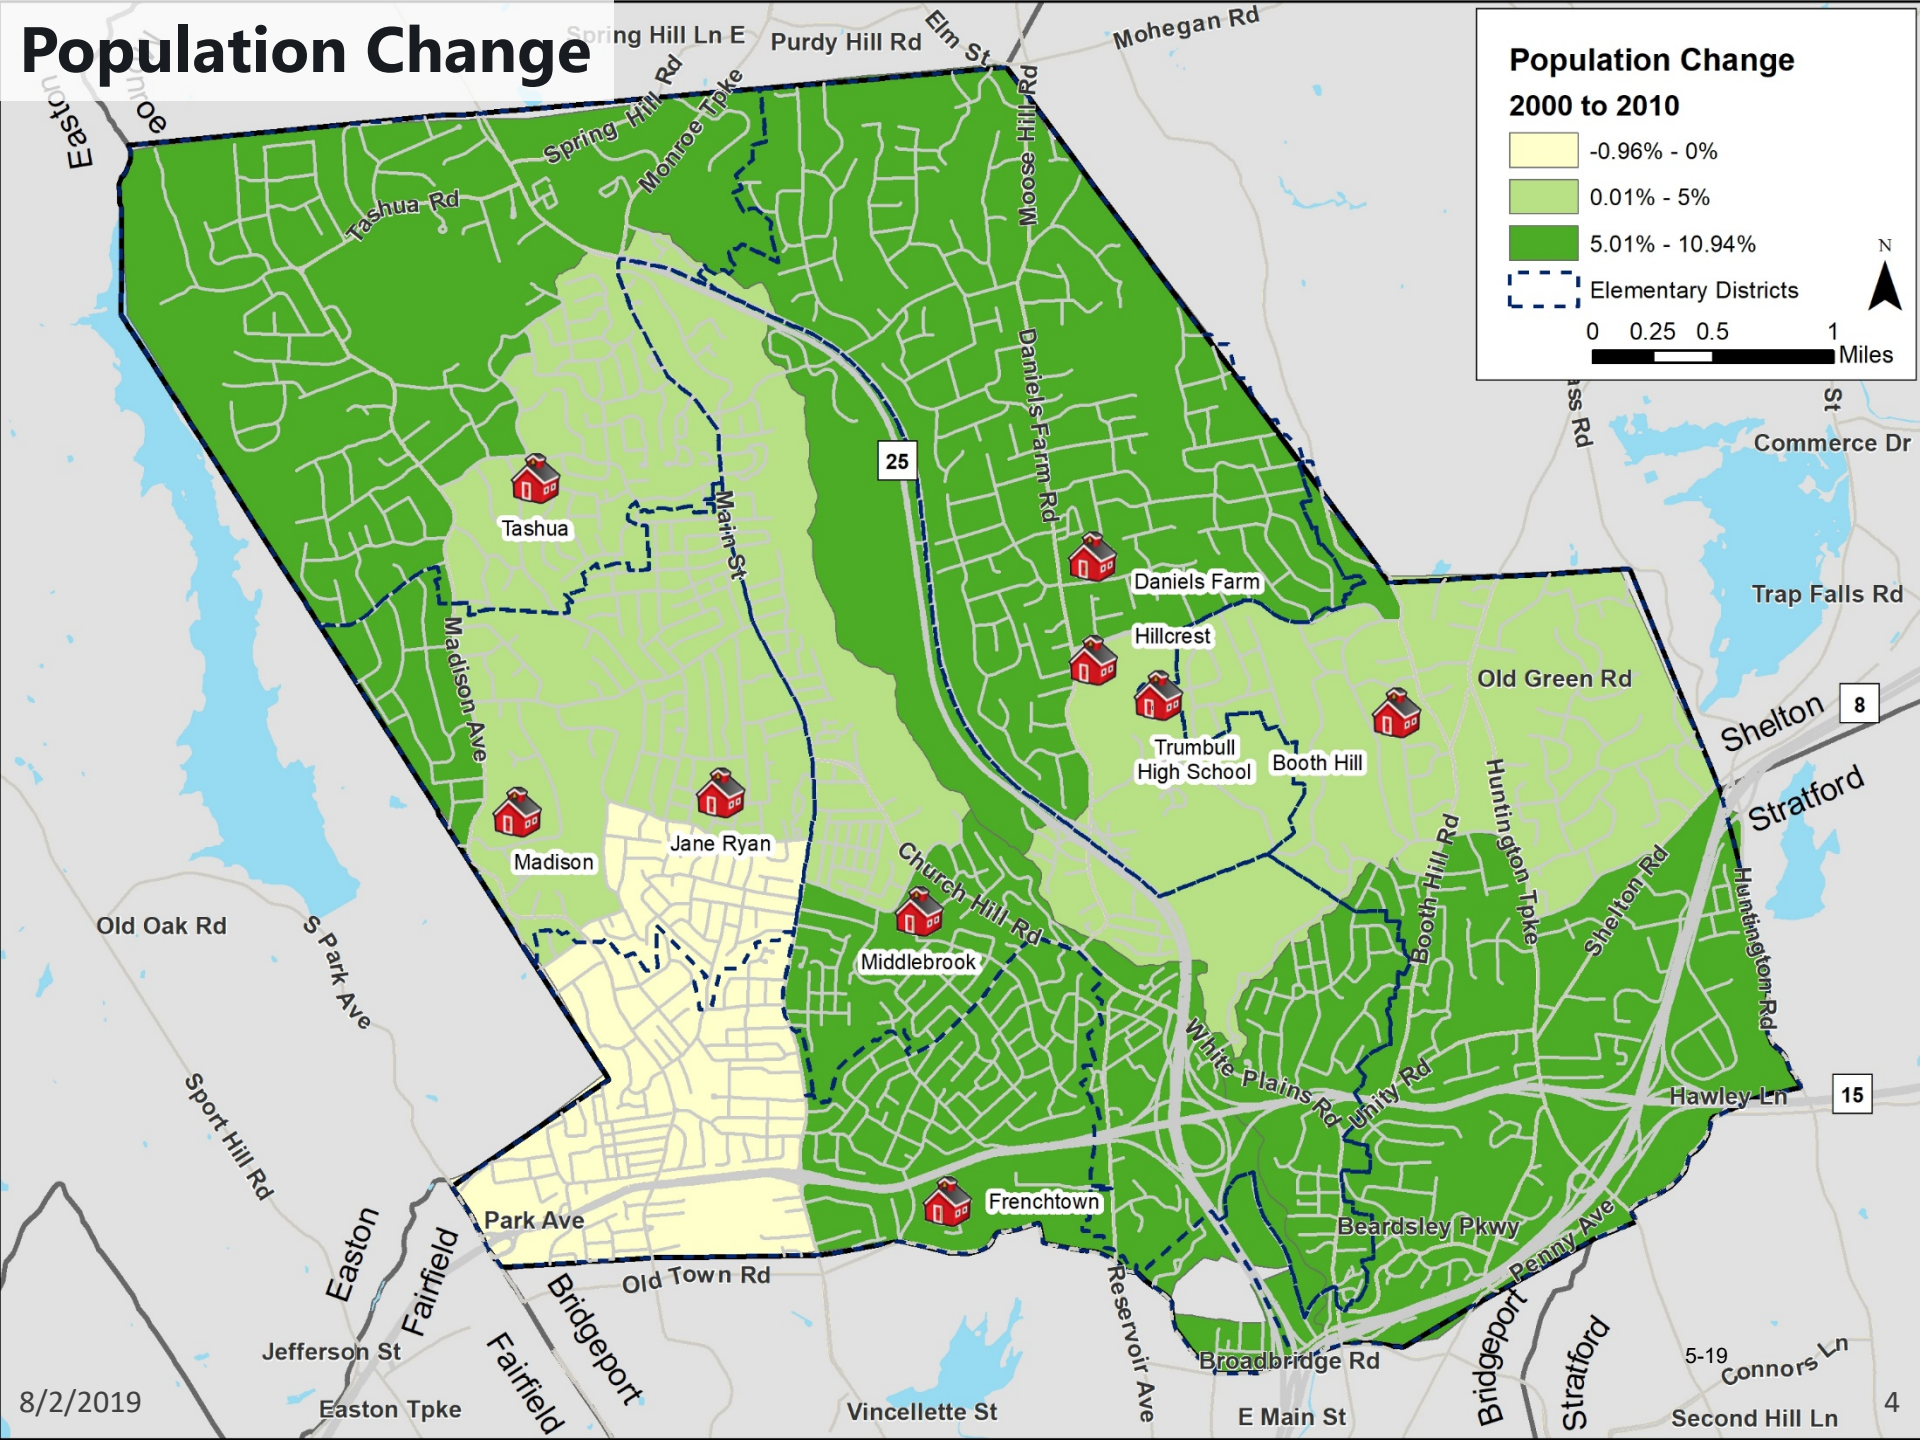 Population Change
Spring Hill Ln E
Purdy Hill Rd
Elm St
Mohegan Rd
Easton
Spring Hill Rd
Monroe Tpke
Moose Hill Rd
Tashua Rd
Population Change
2000 to 2010
-0.96% - 0%
0.01% - 5%
5.01% - 10.94%
Elementary Districts
N
0 0.25 0.5 1
Miles
St
Commerce Dr
Daniels Farm Rd
25
Tashua
Main St
Daniels Farm
Trap Falls Rd
Hillcrest
Madison Ave
Old Green Rd
Shelton
8
Trumbull
High School
Booth Hill
Stratford
Huntington Tpke
Jane Ryan
Madison
Church Hill Rd
Booth Hill Rd
Shelton Rd
Huntington Rd
Old Oak Rd
S Park Ave
Middlebrook
White Plains Rd
Unity Rd
Hawley Ln
15
Sport Hill Rd
Frenchtown
Park Ave
Beardsley Pkwy
Penny Ave
Easton
Fairfield
Old Town Rd
Bridgeport
Fairfield
Reservoir Ave
Jefferson St
Broadbridge Rd
Bridgeport
Stratford
5-19
Connors Ln
8/2/2019
Easton Tpke
Vincellette St
E Main St
Second Hill Ln
4